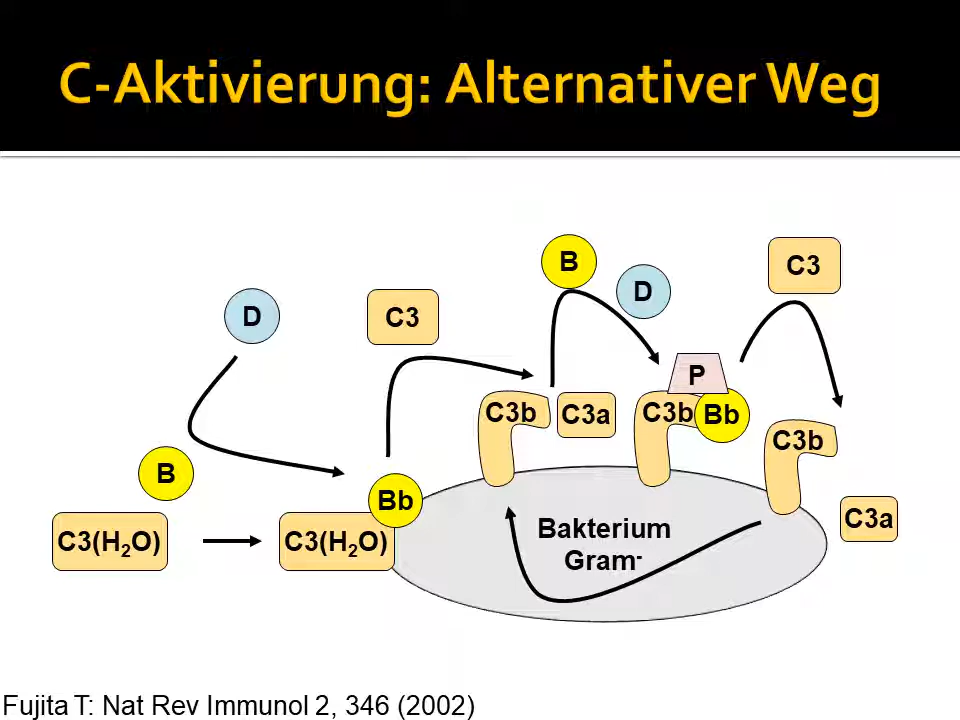 C-Aktivierung: Alternativer Weg
B
C3
D
D
C3
P
C3b
C3a
C3b
Bb
C3b
B
Bb
C3a
Bakterium
Gram-
C3(H2O)
C3(H2O)
Fujita T: Nat Rev Immunol 2, 346 (2002)